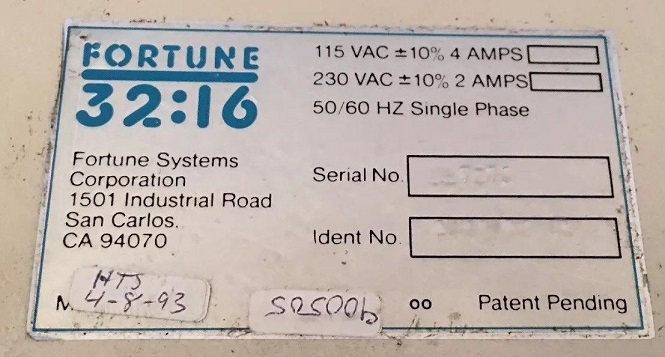 FORTUNE
32:16
115 VAC ±10% 4 AMPS
230 VAC ±10% 2 AMPS
50/60 HZ Single Phase
Fortune Systems
Corporation
1501 Industrial Road
San Carlos.
CA 94070
Serial No.
Ident No.
HTS
4-8-93
oo
Patent Pending